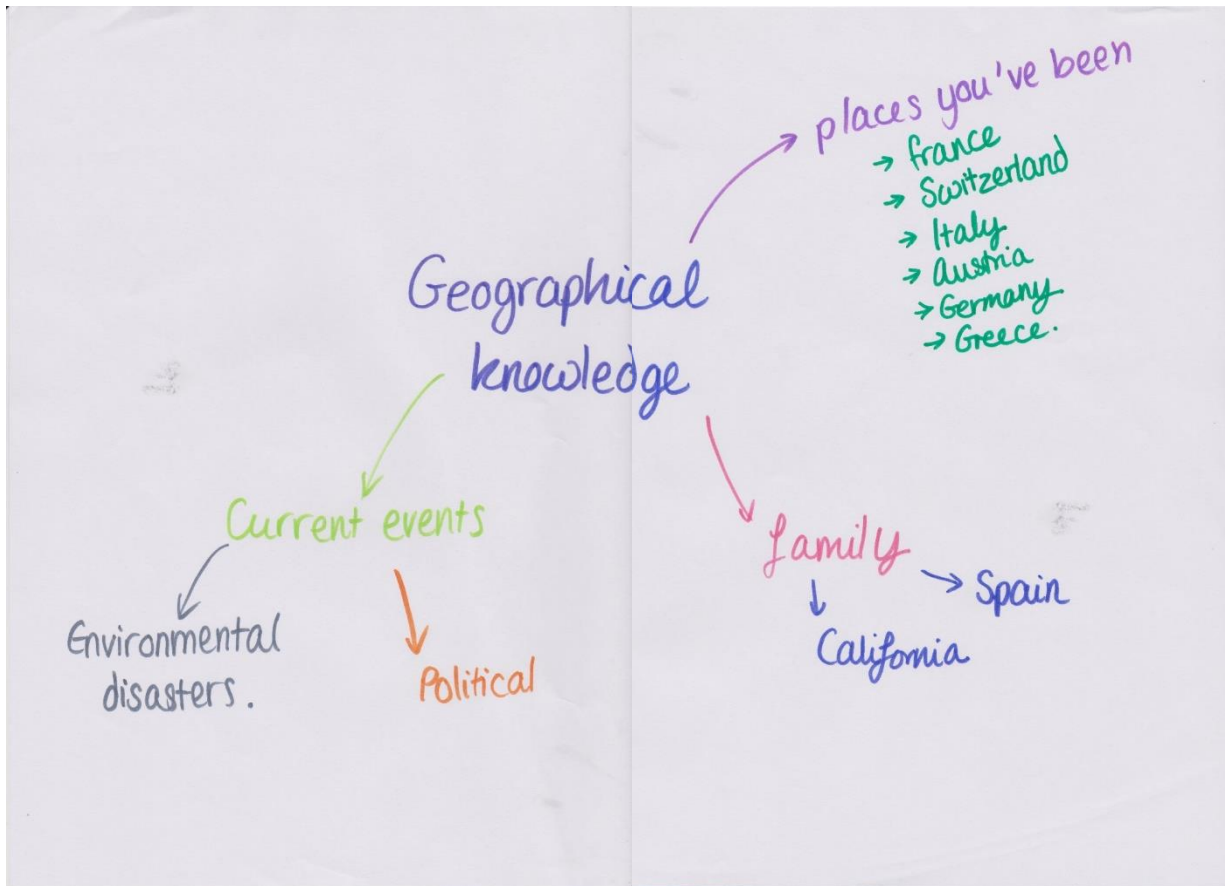 places you've been
→ france
→ Switzerland
→ Italy
→ Austria
→ Germany
→ Greece.
Geographical
knowledge
Current events
Environmental
disasters.
Political
family
Spain
California